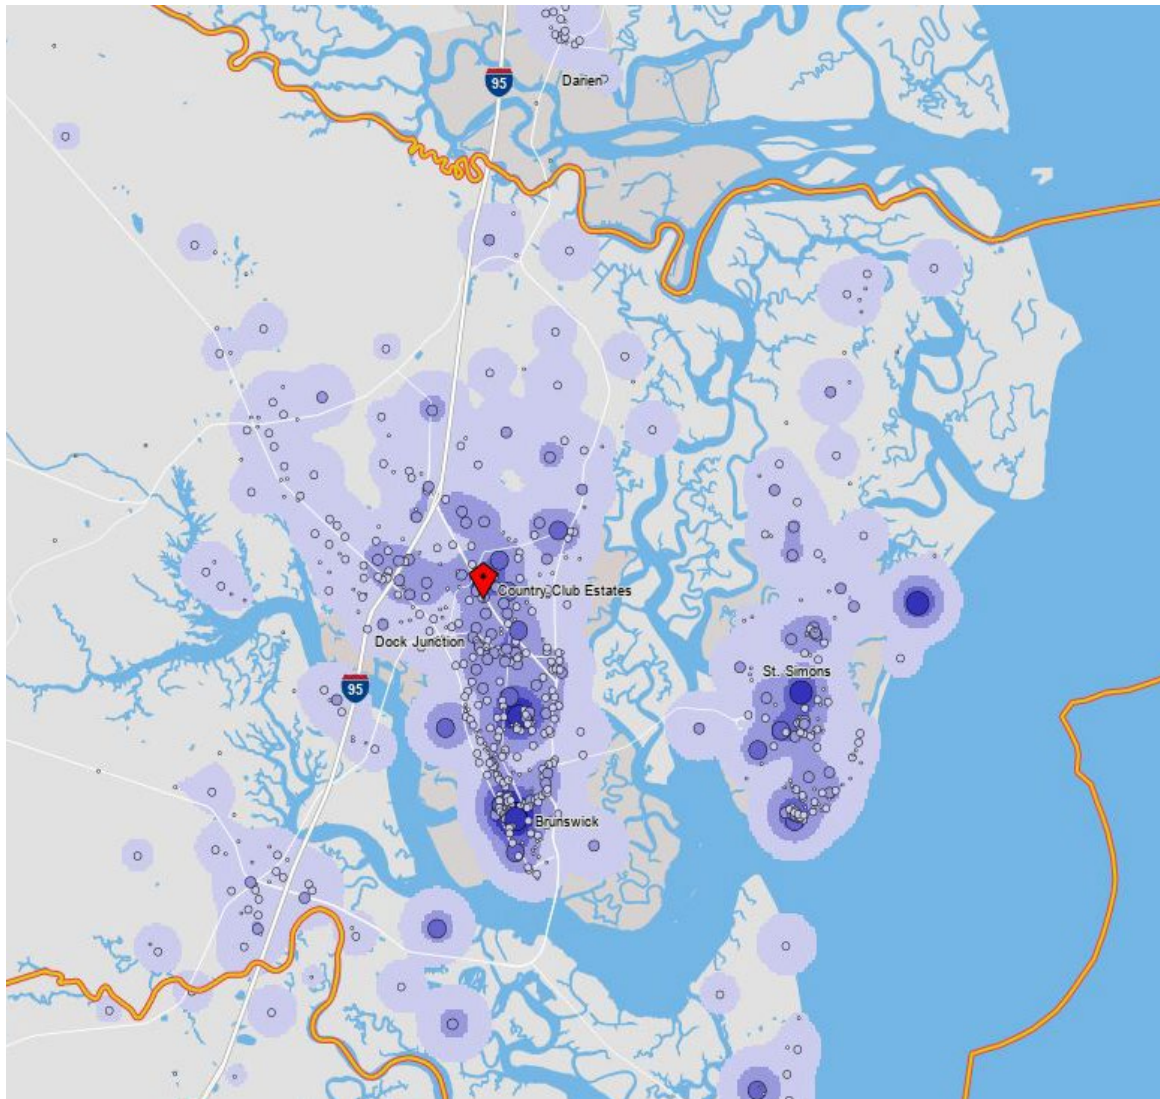 Darien
95
Country Club Estates
Dock Junction
St. Simons
95
Brunswick